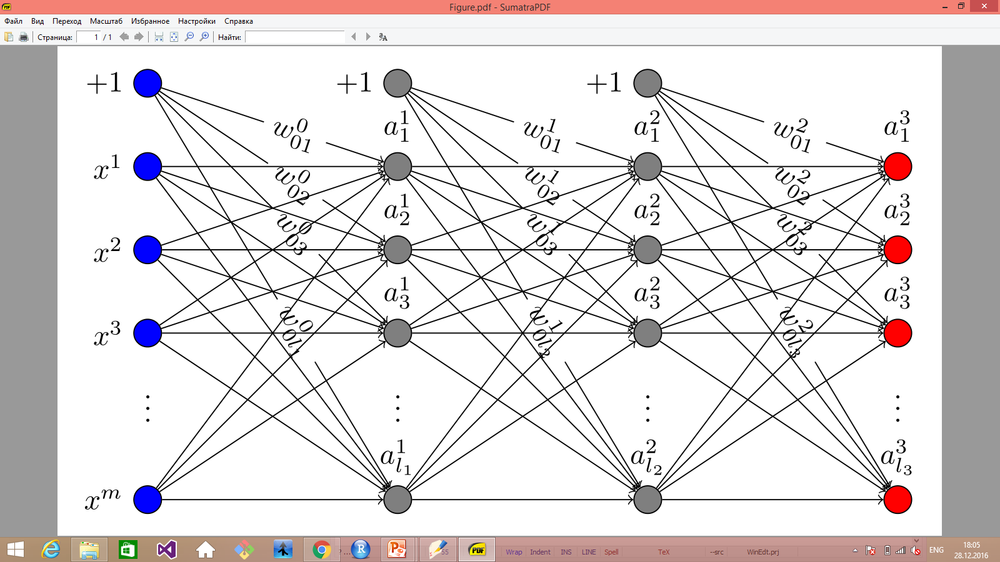 Figure.pdf - SumatraPDF
Файл Вид Переход Масштаб Избранное Настройки Справка
Страница: 1 / 1 Найти:
+1 +1 +1
w^0_{01} a^1_1 w^1_{01} a^2_1 w^2_{01} a^3_1
x^1
w^0_{02} w^1_{02} w^2_{02}
a^1_2 a^2_2 a^3_2
w^0_{03} w^1_{03} w^2_{03}
x^2
a^1_3 a^2_3 a^3_3
w^0_{0l_1} w^1_{0l_2} w^2_{0l_3}
x^3
⋮ ⋮ ⋮ ⋮
a^1_{l_1} a^2_{l_2} a^3_{l_3}
x^m
? ... 55 Wrap Indent INS LINE Spell TeX --src WinEdt.prj ENG 18:05
28.12.2016